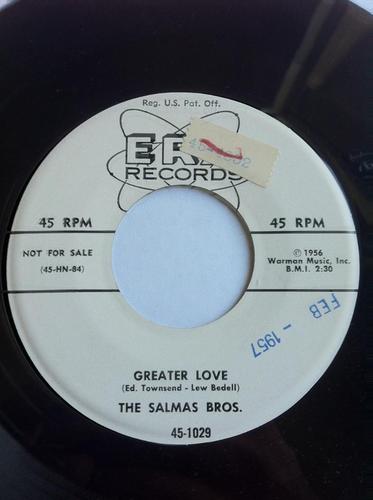 Reg. U.S. Pat. Off.
RECORDS
45 RPM
45 RPM
NOT FOR SALE
(45-HN-84)
℗ 1956
Warman Music, Inc.
B.M.I. 2:30
FEB - 1957
GREATER LOVE
(Ed. Townsend - Lew Bedell)
THE SALMAS BROS.
45-1029